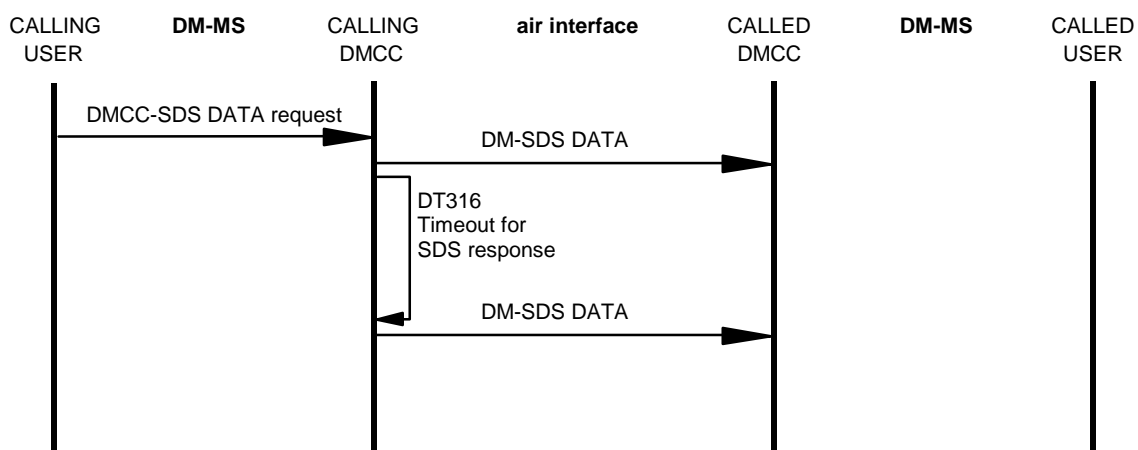 CALLING USER
DM-MS
CALLING DMCC
air interface
CALLED DMCC
DM-MS
CALLED USER
DMCC-SDS DATA request
DM-SDS DATA
DT316
Timeout for
SDS response
DM-SDS DATA